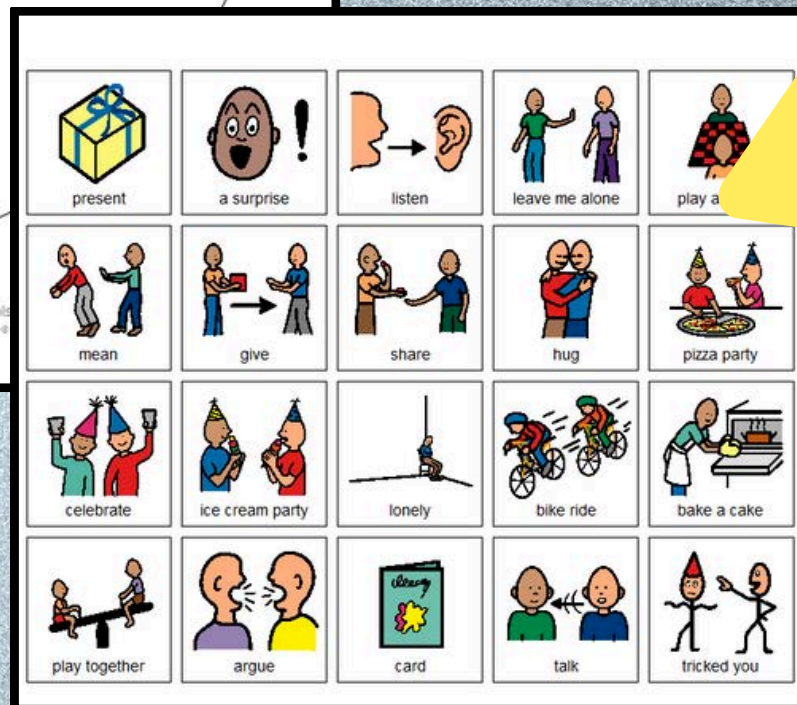 present
a surprise
listen
leave me alone
play a
mean
give
share
hug
pizza party
celebrate
ice cream party
lonely
bike ride
bake a cake
play together
argue
card
talk
tricked you